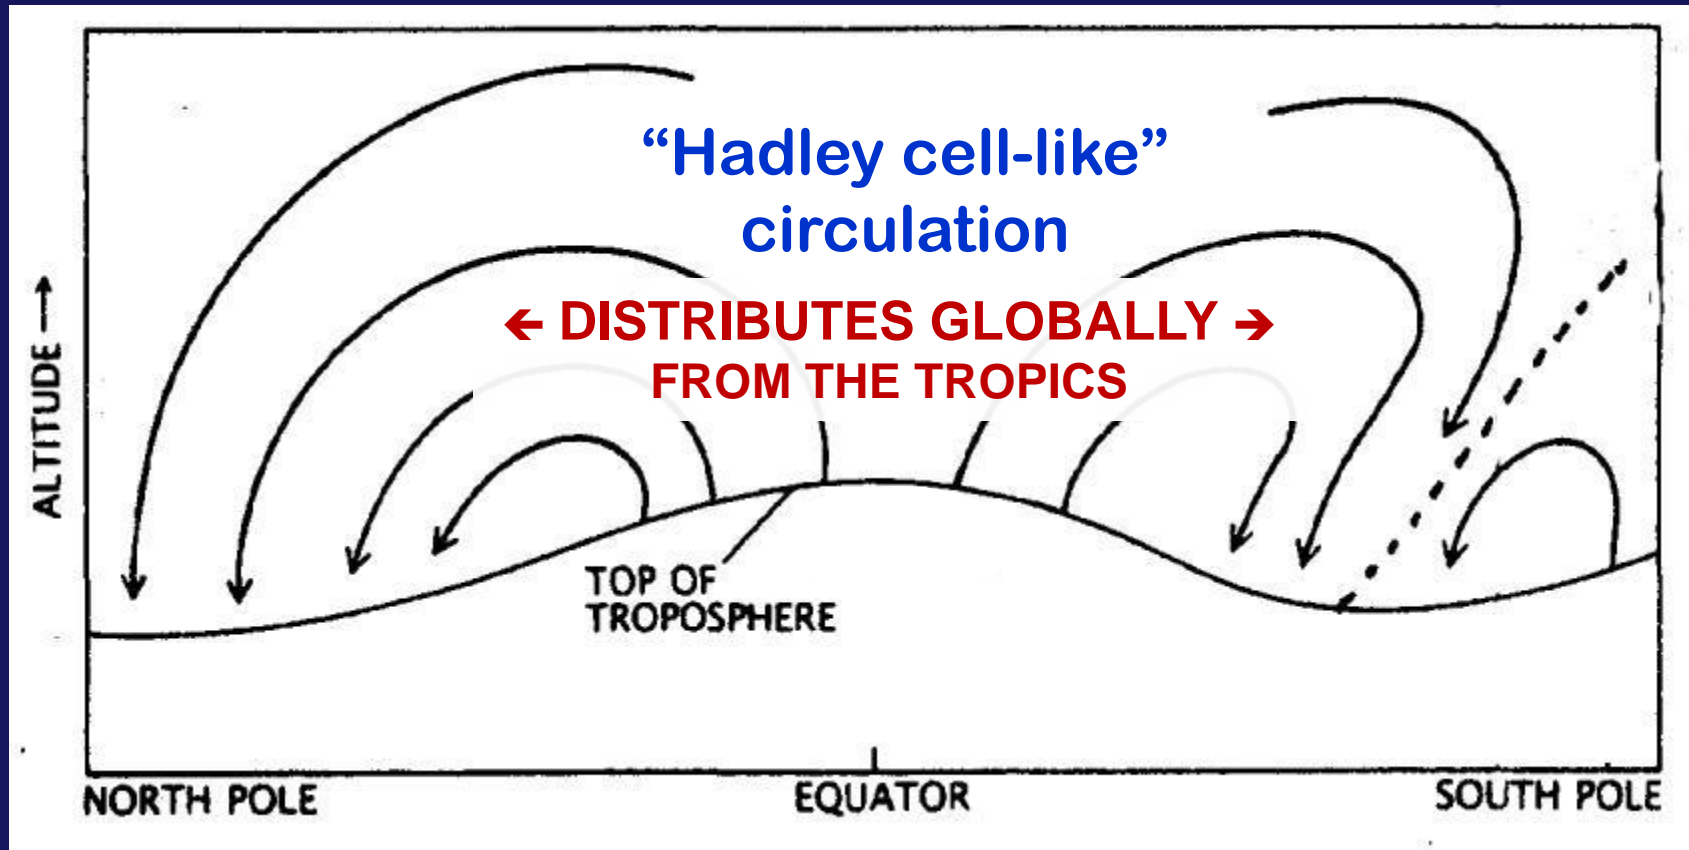 “Hadley cell-like”
circulation
← DISTRIBUTES GLOBALLY →
FROM THE TROPICS
ALTITUDE →
TOP OF
TROPOSPHERE
NORTH POLE
EQUATOR
SOUTH POLE